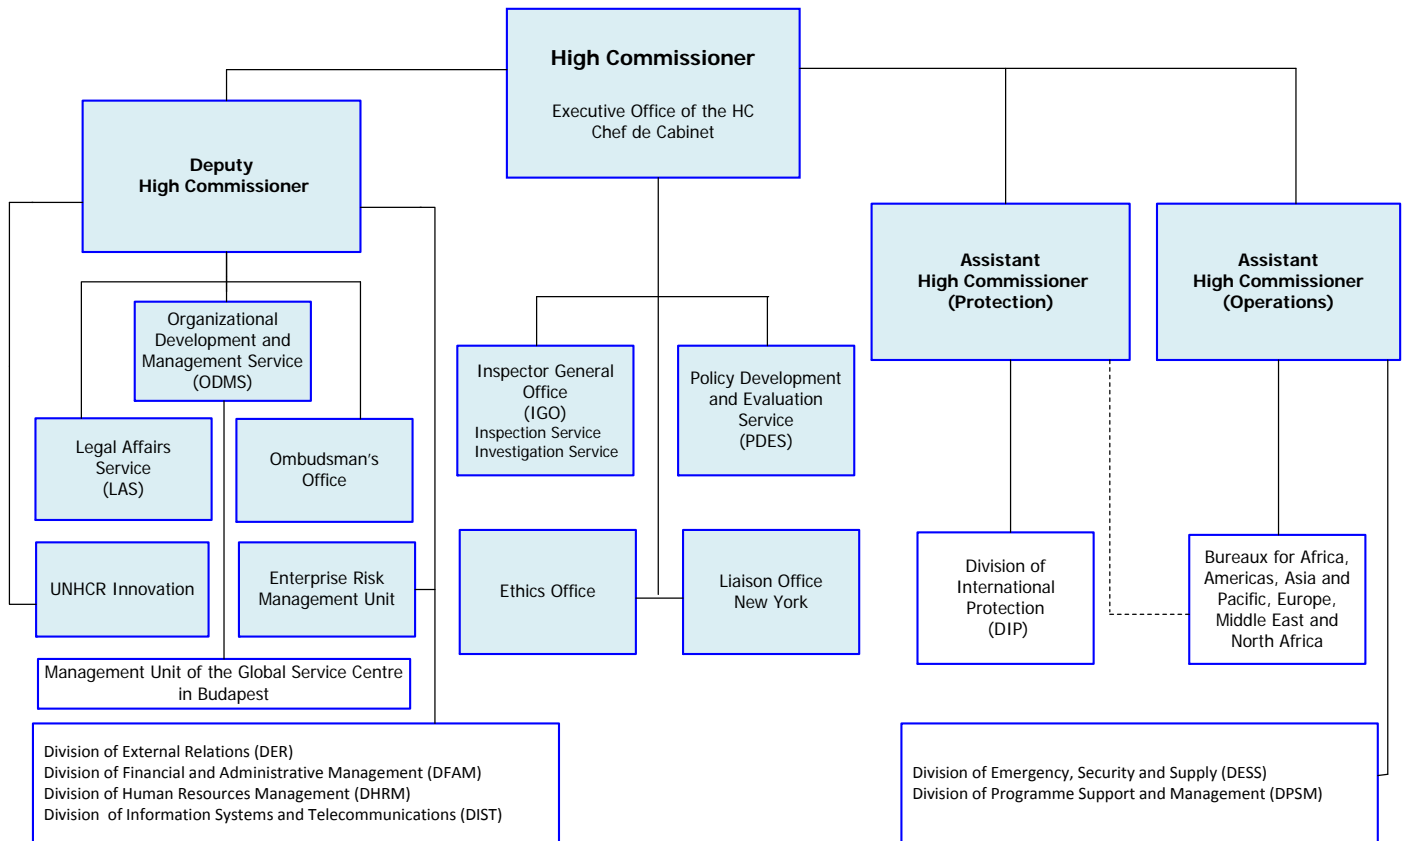 High Commissioner
Executive Office of the HC
Chef de Cabinet
Deputy
High Commissioner
Assistant
High Commissioner
(Protection)
Assistant
High Commissioner
(Operations)
Organizational
Development and
Management Service
(ODMS)
Legal Affairs
Service
(LAS)
Ombudsman's
Office
UNHCR Innovation
Enterprise Risk
Management Unit
Management Unit of the Global Service Centre
in Budapest
Division of External Relations (DER)
Division of Financial and Administrative Management (DFAM)
Division of Human Resources Management (DHRM)
Division of Information Systems and Telecommunications (DIST)
Inspector General
Office
(IGO)
Inspection Service
Investigation Service
Policy Development
and Evaluation
Service
(PDES)
Ethics Office
Liaison Office
New York
Division of
International
Protection
(DIP)
Bureaux for Africa,
Americas, Asia and
Pacific, Europe,
Middle East and
North Africa
Division of Emergency, Security and Supply (DESS)
Division of Programme Support and Management (DPSM)